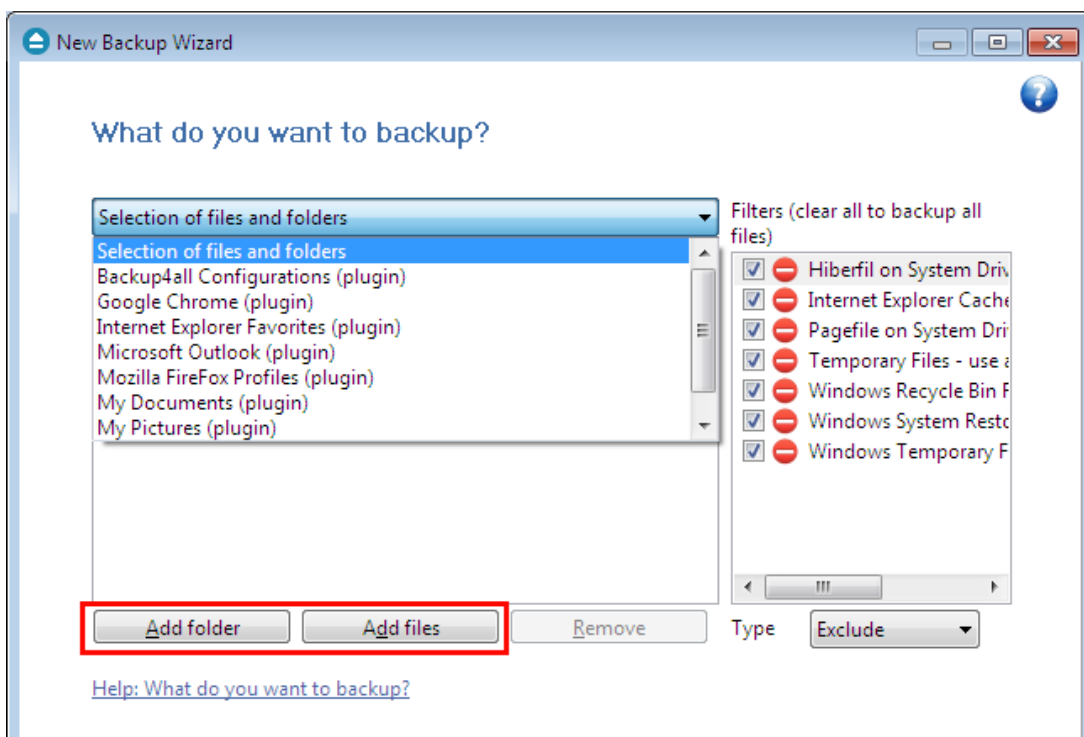 New Backup Wizard
What do you want to backup?
Selection of files and folders
Selection of files and folders
Backup4all Configurations (plugin)
Google Chrome (plugin)
Internet Explorer Favorites (plugin)
Microsoft Outlook (plugin)
Mozilla FireFox Profiles (plugin)
My Documents (plugin)
My Pictures (plugin)
Filters (clear all to backup all
files)
Hiberfil on System
Internet Explorer Cache
Pagefile on System
Temporary Files - use
Windows Recycle Bin
Windows System
Windows Temporary
Add folder
Add files
Remove
Type
Exclude
Help: What do you want to backup?